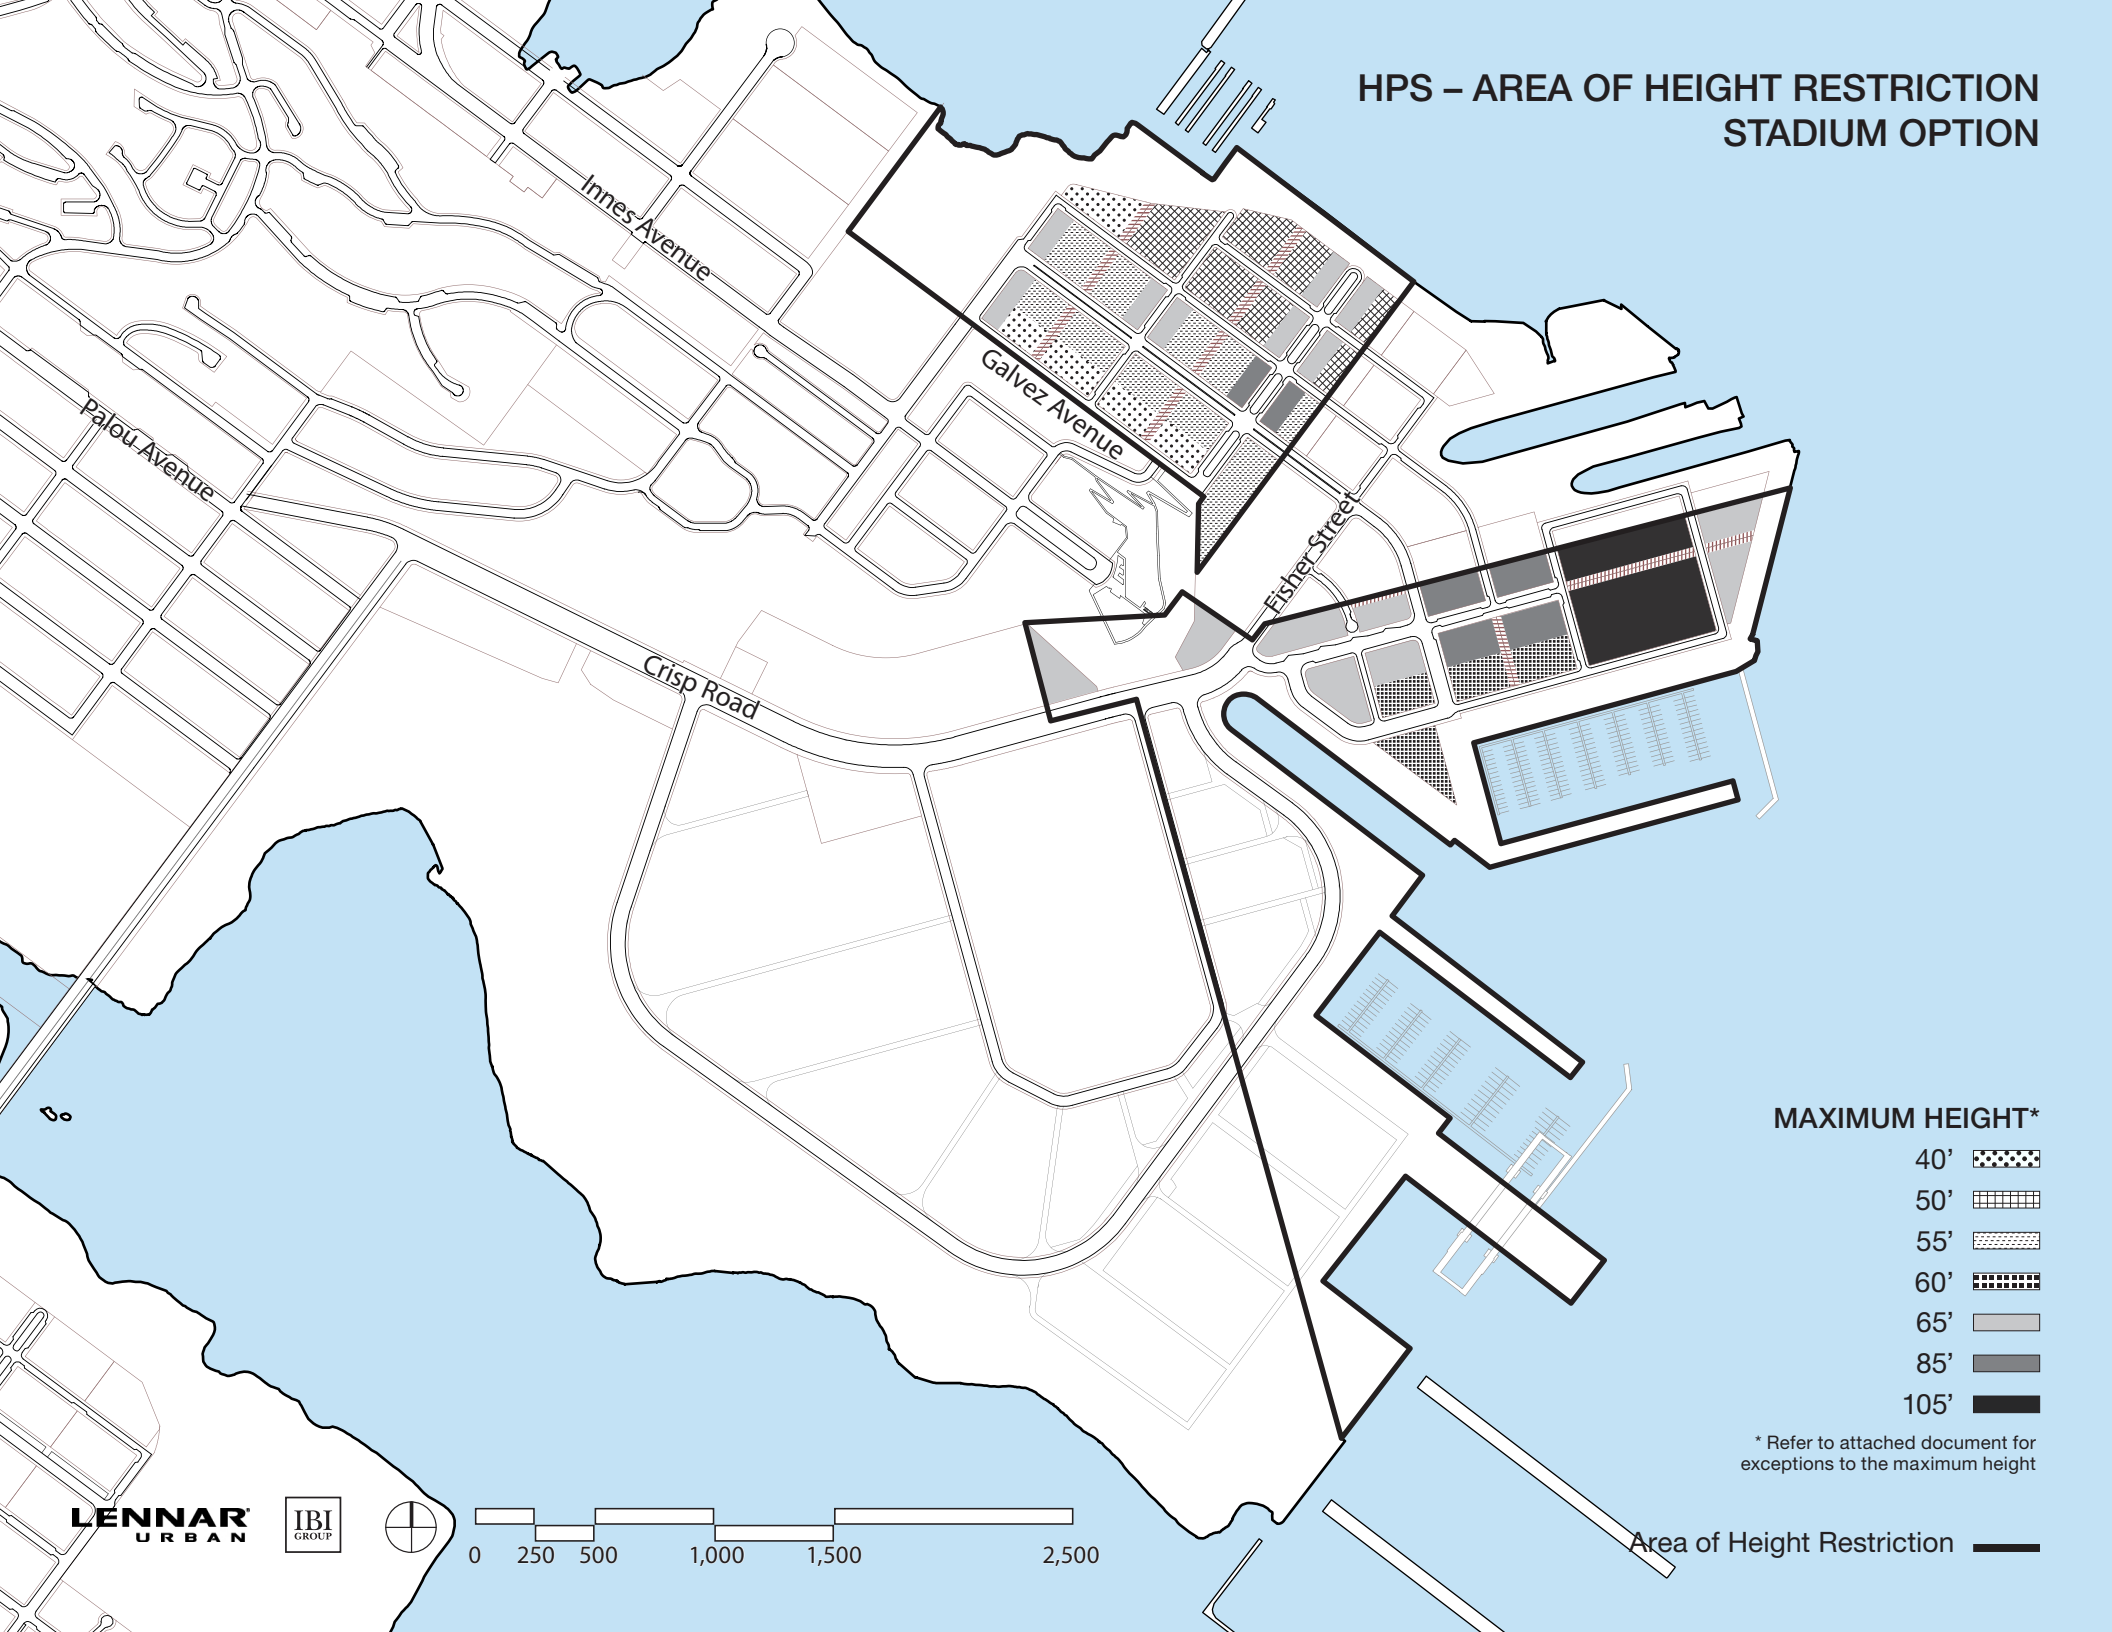 HPS – AREA OF HEIGHT RESTRICTION
STADIUM OPTION
Innes Avenue
Galvez Avenue
Palou Avenue
Fisher Street
Crisp Road
MAXIMUM HEIGHT*
40’
50’
55’
60’
65’
85’
105’
* Refer to attached document for
exceptions to the maximum height
Area of Height Restriction
LENNAR
URBAN
IBI
GROUP
0 250 500 1,000 1,500 2,500